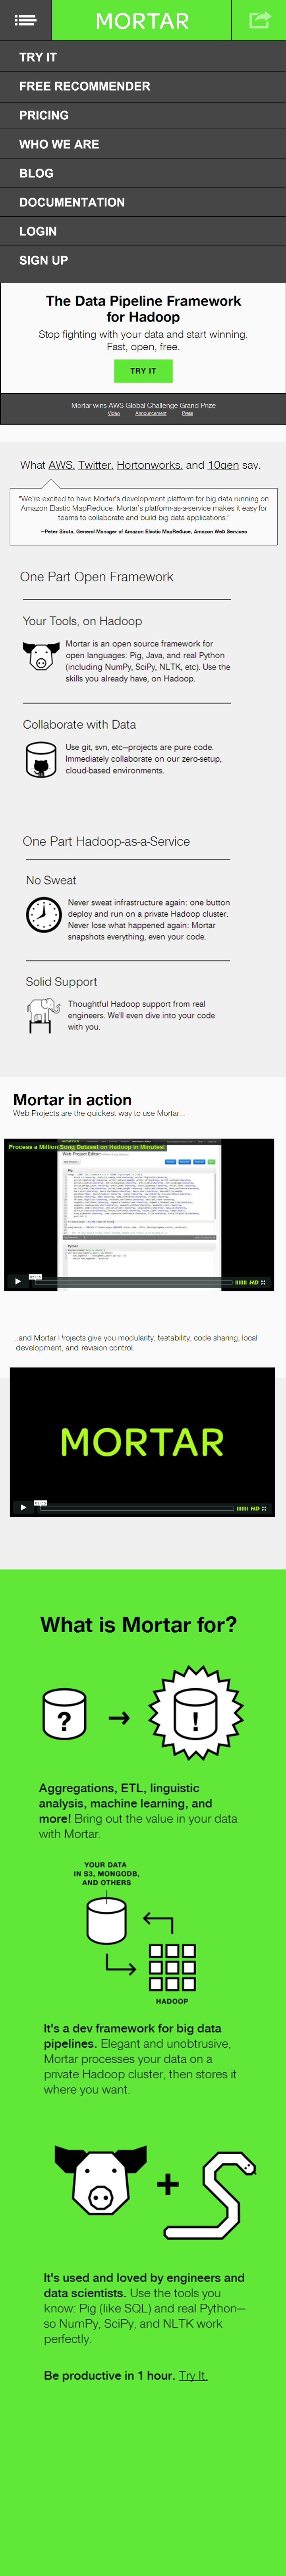 MORTAR
TRY IT
FREE RECOMMENDER
PRICING
WHO WE ARE
BLOG
DOCUMENTATION
LOGIN
SIGN UP
The Data Pipeline Framework
for Hadoop
Stop fighting with your data and start winning.
Fast, open, free.
TRY IT
Mortar wins AWS Global Challenge Grand Prize
Video Announcement Press
What AWS, Twitter, Hortonworks, and 10gen say.
"We're excited to have Mortar's development platform for big data running on
Amazon Elastic MapReduce. Mortar's platform-as-a-service makes it easy for
teams to collaborate and build big data applications."
—Peter Sirota, General Manager of Amazon Elastic MapReduce, Amazon Web Services
One Part Open Framework
Your Tools, on Hadoop
Mortar is an open source framework for
open languages: Pig, Java, and real Python
(including NumPy, SciPy, NLTK, etc). Use the
skills you already have, on Hadoop.
Collaborate with Data
Use git, svn, etc—projects are pure code.
Immediately collaborate on our zero-setup,
cloud-based environments.
One Part Hadoop-as-a-Service
No Sweat
Never sweat infrastructure again: one button
deploy and run on a private Hadoop cluster.
Never lose what happened again: Mortar
snapshots everything, even your code.
Solid Support
Thoughtful Hadoop support from real
engineers. We'll even dive into your code
with you.
Mortar in action
Web Projects are the quickest way to use Mortar...
Process a Million Song Dataset on Hadoop in Minutes!
Web Project Editor
Pig
Python
HD
...and Mortar Projects give you modularity, testability, code sharing, local
development, and revision control.
MORTAR
HD
What is Mortar for?
? → !
Aggregations, ETL, linguistic
analysis, machine learning, and
more! Bring out the value in your data
with Mortar.
YOUR DATA
IN S3, MONGODB,
AND OTHERS
HADOOP
It's a dev framework for big data
pipelines. Elegant and unobtrusive,
Mortar processes your data on a
private Hadoop cluster, then stores it
where you want.
+
It's used and loved by engineers and
data scientists. Use the tools you
know: Pig (like SQL) and real Python—
so NumPy, SciPy, and NLTK work
perfectly.
Be productive in 1 hour. Try It.